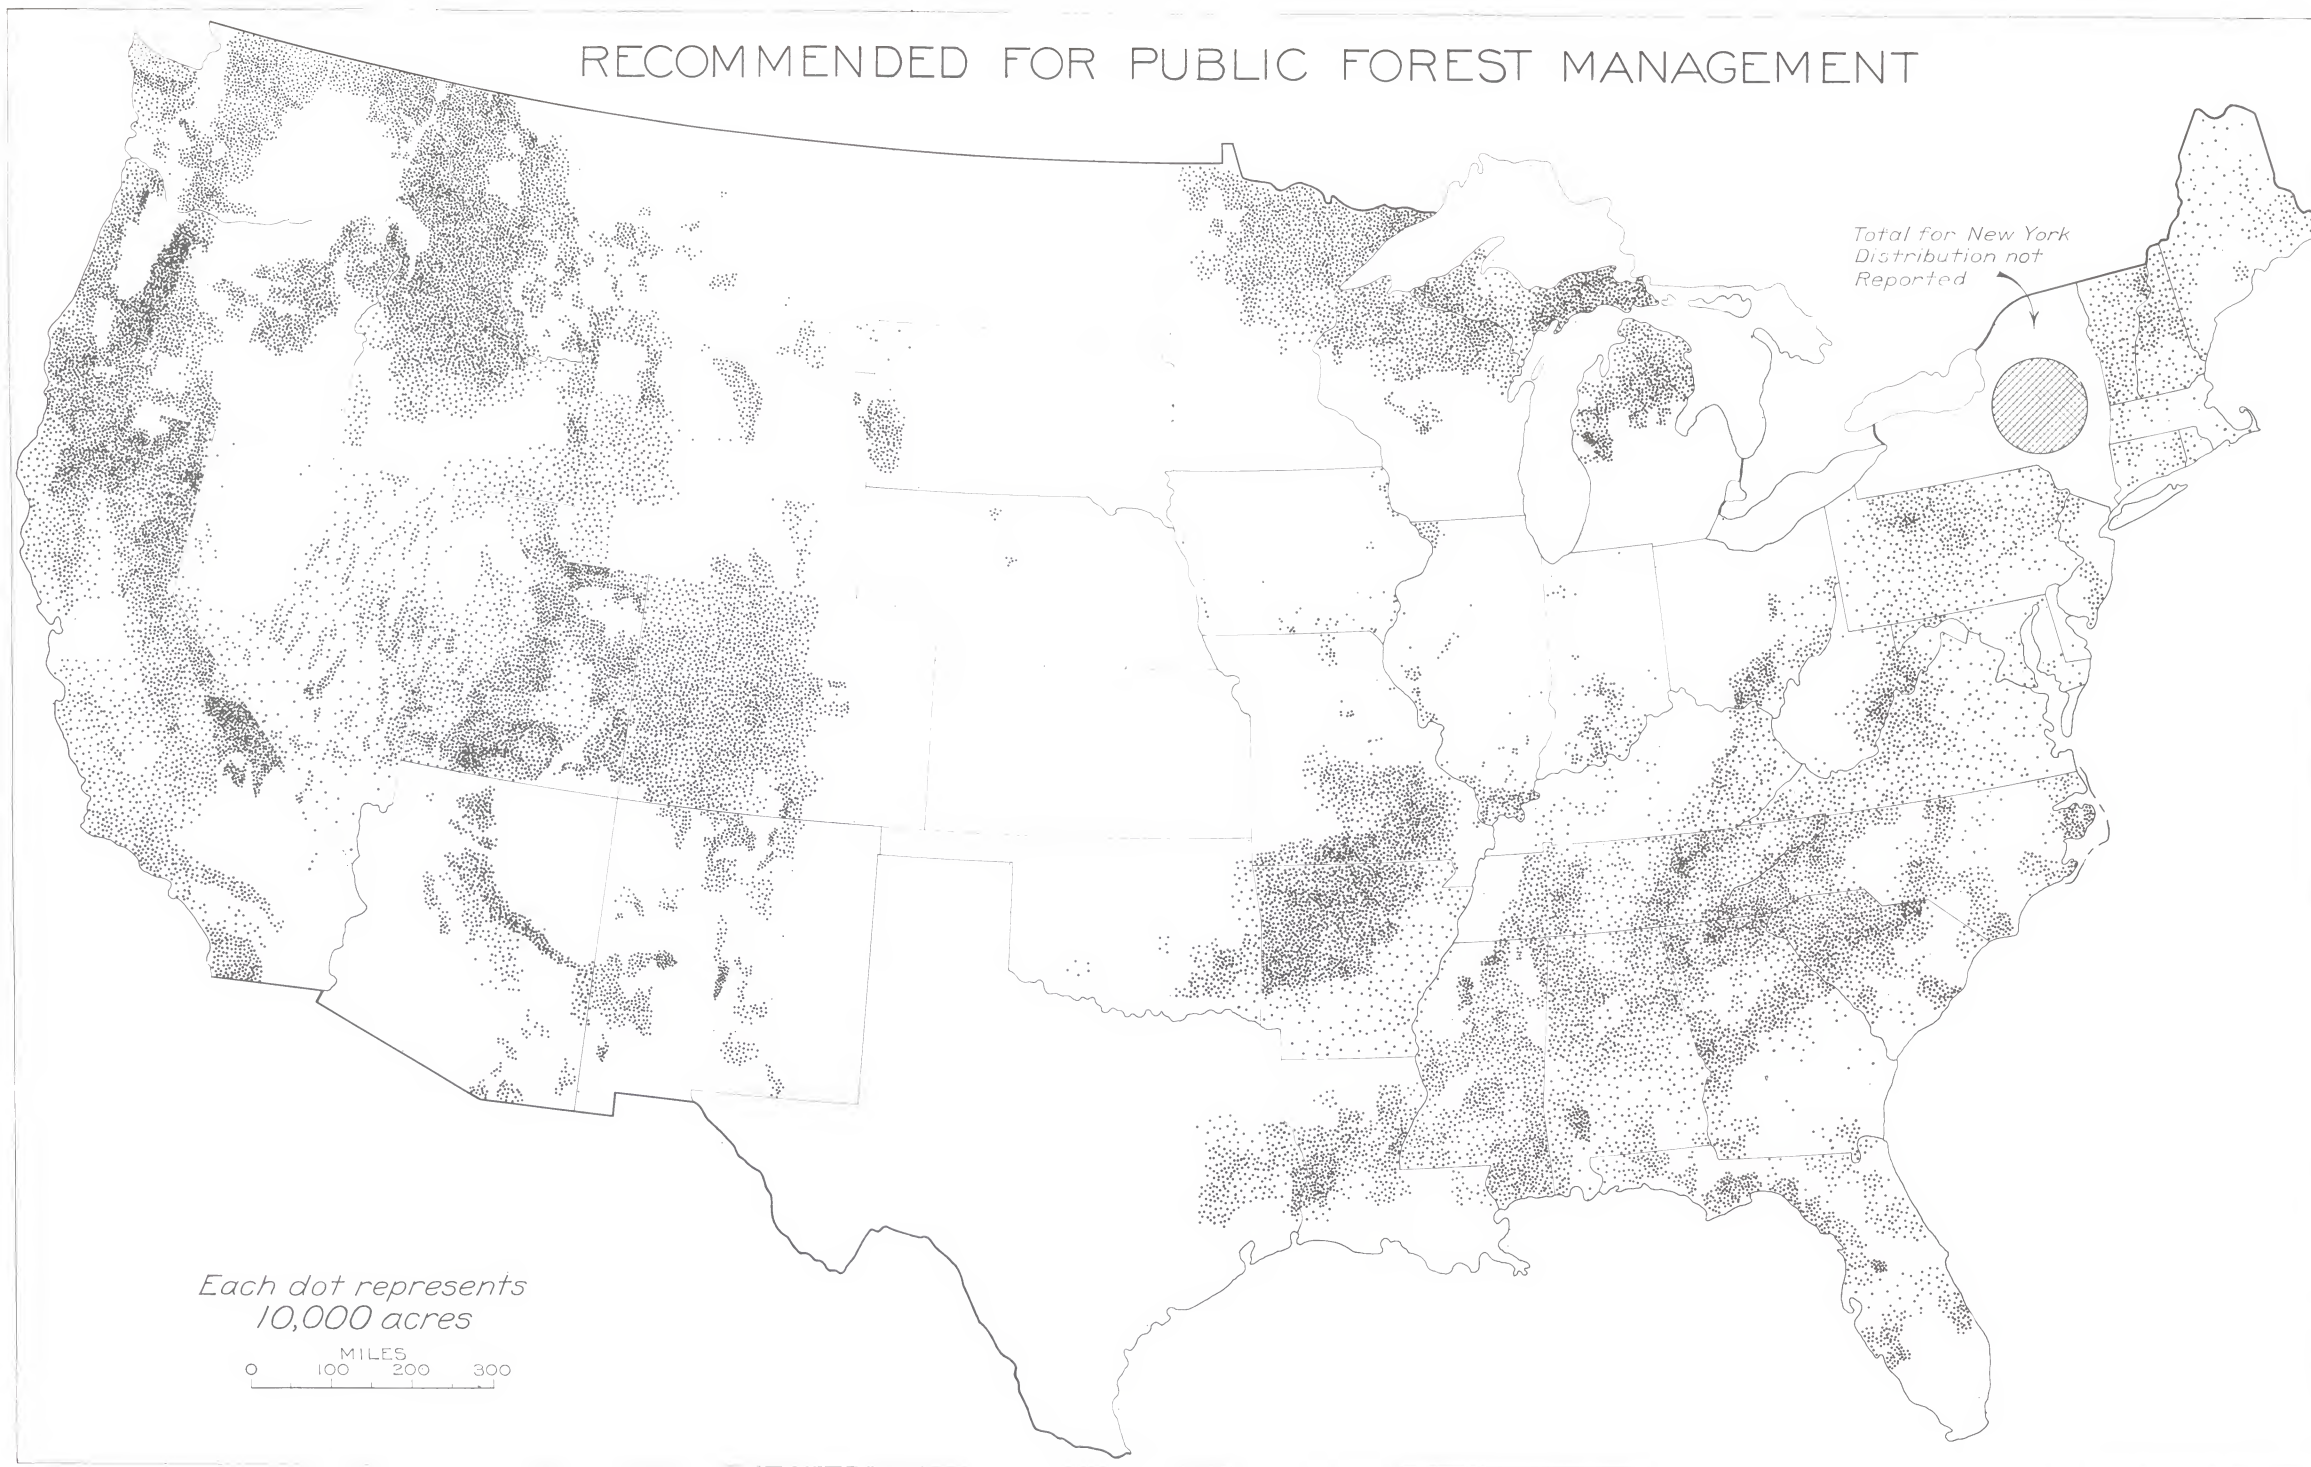 RECOMMENDED FOR PUBLIC FOREST MANAGEMENT
Total for New York
Distribution not
Reported
Each dot represents
10,000 acres
MILES
0 100 200 300